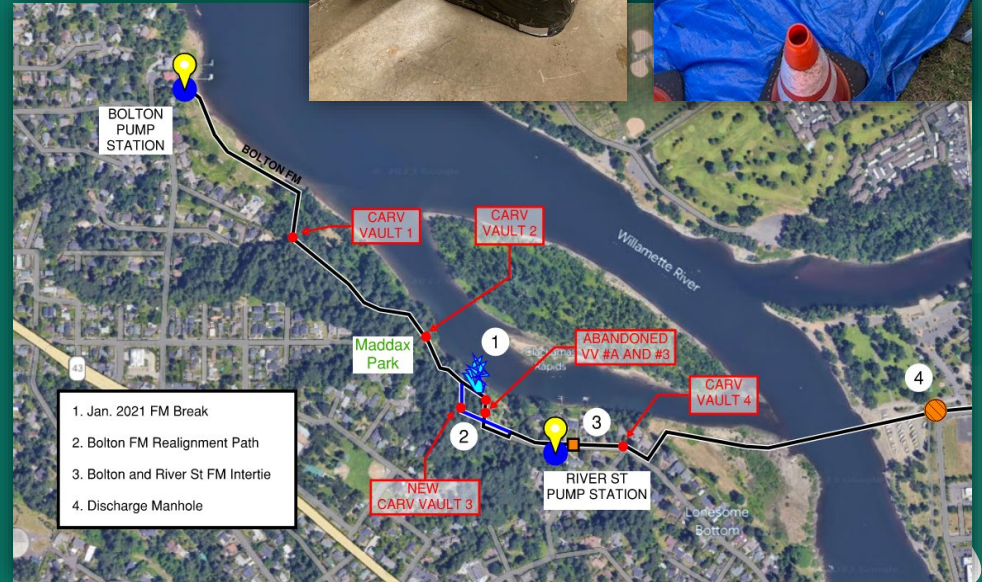 BOLTON
PUMP
STATION
BOLTON FM
CARV
VAULT 1
CARV
VAULT 2
Willamette River
Maddax
Park
1
ABANDONED
VV #A AND #3
Rapids
CARV
VAULT 4
4
43
1. Jan. 2021 FM Break
2. Bolton FM Realignment Path
3. Bolton and River St FM Intertie
4. Discharge Manhole
2
3
NEW
CARV VAULT 3
RIVER ST
PUMP STATION
Lonesome
Bottom